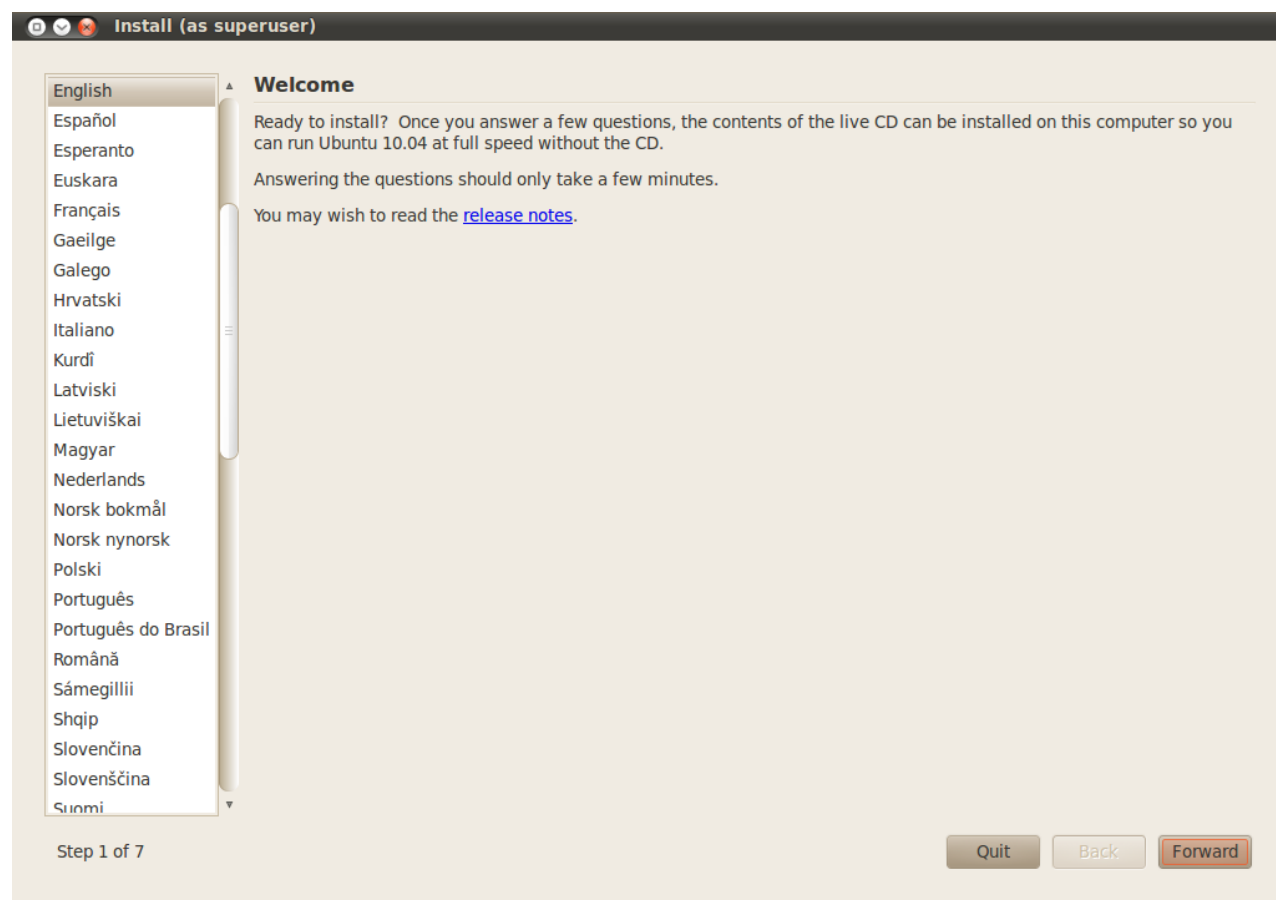 Install (as superuser)
English
Español
Esperanto
Euskara
Français
Gaeilge
Galego
Hrvatski
Italiano
Kurdî
Latviski
Lietuviškai
Magyar
Nederlands
Norsk bokmål
Norsk nynorsk
Polski
Português
Português do Brasil
Română
Sámegillii
Shqip
Slovenčina
Slovenščina
Suomi
Welcome
Ready to install?  Once you answer a few questions, the contents of the live CD can be installed on this computer so you
can run Ubuntu 10.04 at full speed without the CD.
Answering the questions should only take a few minutes.
You may wish to read the release notes.
Step 1 of 7
Quit
Back
Forward